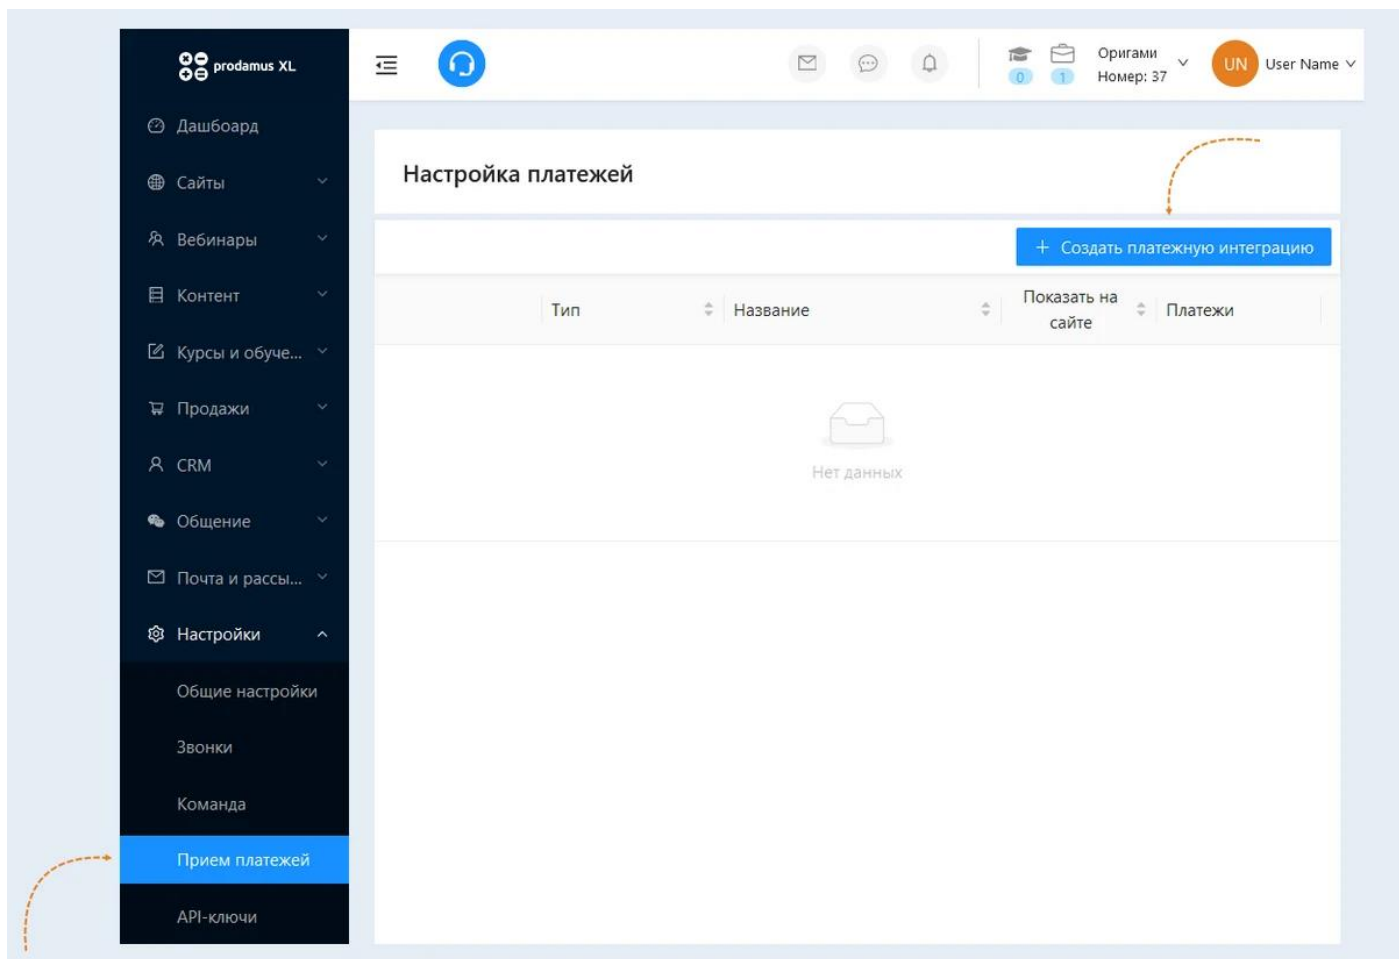 prodamus XL
0
1
Оригами
Номер: 37
UN
User Name
Дашбоард
Сайты
Вебинары
Контент
Курсы и обуче...
Продажи
CRM
Общение
Почта и рассы...
Настройки
Общие настройки
Звонки
Команда
Прием платежей
API-ключи
Настройка платежей
+ Создать платежную интеграцию
Тип
Название
Показать на
сайте
Платежи
Нет данных